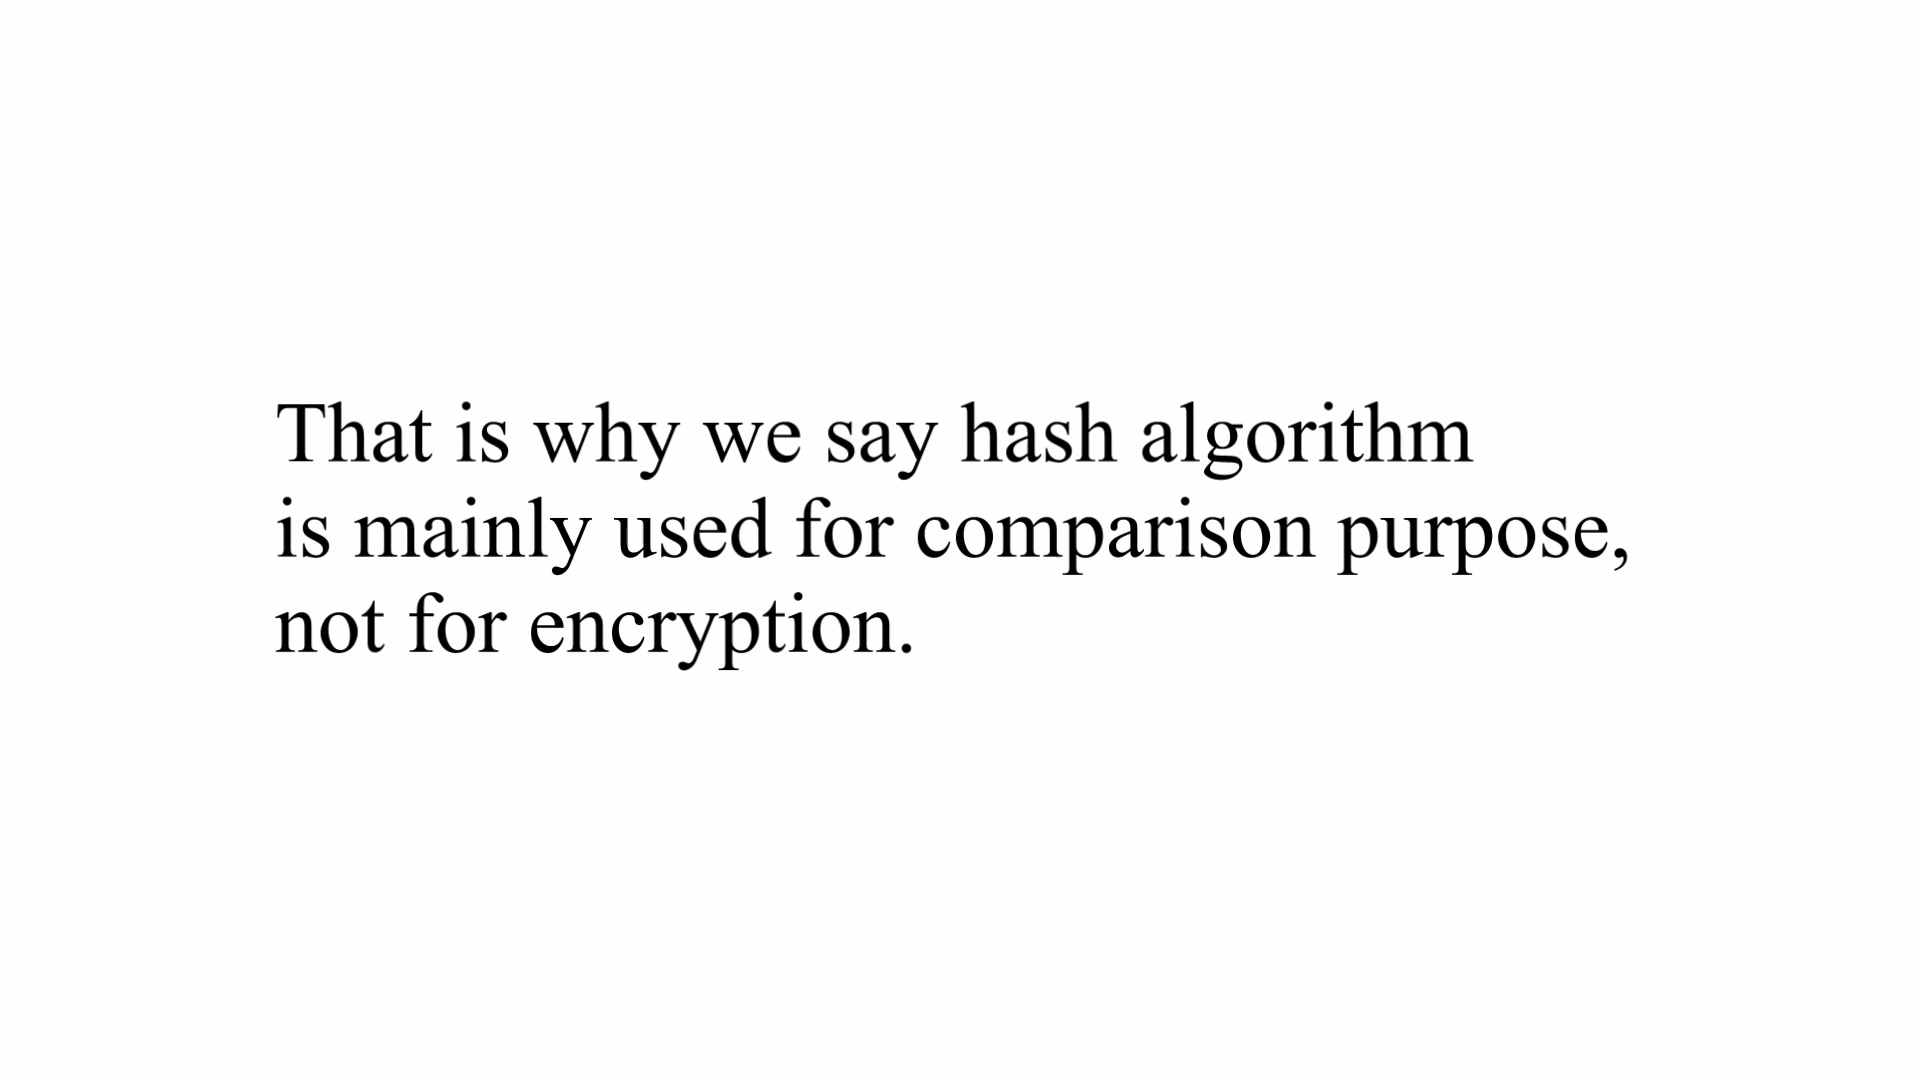 That is why we say hash algorithm
is mainly used for comparison purpose,
not for encryption.